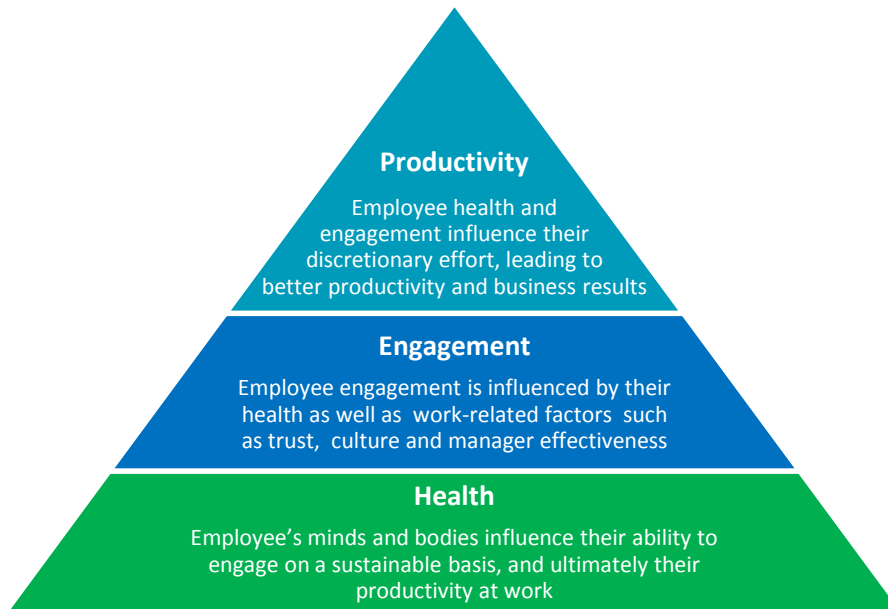 Productivity
Employee health and
engagement influence their
discretionary effort, leading to
better productivity and business results
Engagement
Employee engagement is influenced by their
health as well as  work-related factors  such
as trust,  culture and manager effectiveness
Health
Employee’s minds and bodies influence their ability to
engage on a sustainable basis, and ultimately their
productivity at work